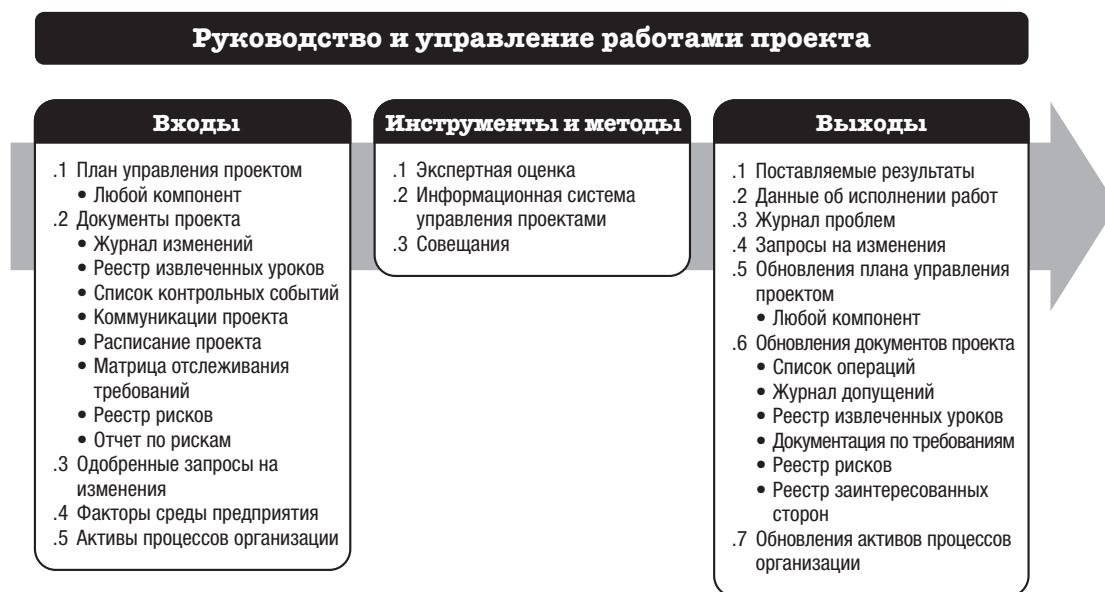 Руководство и управление работами проекта
Входы
.1 План управления проектом
• Любой компонент
.2 Документы проекта
• Журнал изменений
• Реестр извлеченных уроков
• Список контрольных событий
• Коммуникации проекта
• Расписание проекта
• Матрица отслеживания
требований
• Реестр рисков
• Отчет по рискам
.3 Одобренные запросы на
изменения
.4 Факторы среды предприятия
.5 Активы процессов организации
Инструменты и методы
.1 Экспертная оценка
.2 Информационная система
управления проектами
.3 Совещания
Выходы
.1 Поставляемые результаты
.2 Данные об исполнении работ
.3 Журнал проблем
.4 Запросы на изменения
.5 Обновления плана управления
проектом
• Любой компонент
.6 Обновления документов проекта
• Список операций
• Журнал допущений
• Реестр извлеченных уроков
• Документация по требованиям
• Реестр рисков
• Реестр заинтересованных
сторон
.7 Обновления активов процессов
организации